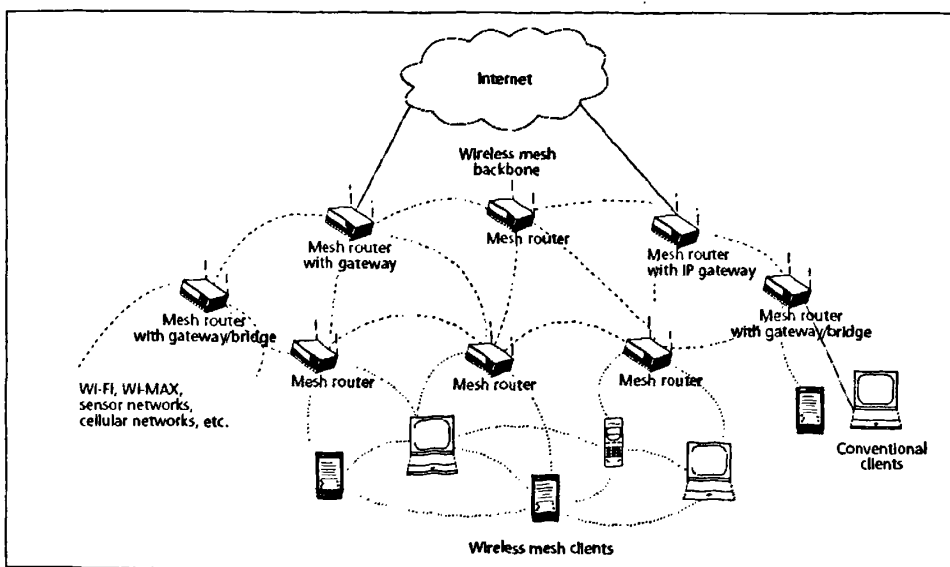 Internet
Wireless mesh
backbone
Mesh router
with gateway
Mesh router
Mesh router
with IP gateway
Mesh router
with gateway/bridge
Mesh router
with gateway/bridge
Mesh router
Mesh router
Mesh router
WI-FI, WI-MAX,
sensor networks,
cellular networks, etc.
Conventional
clients
Wireless mesh clients